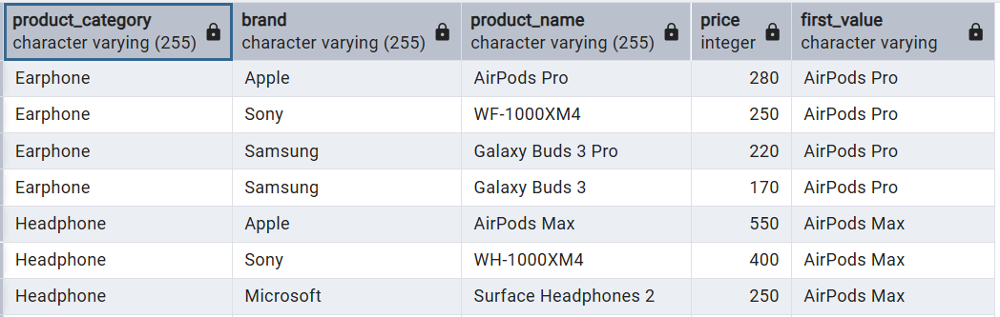 product_category brand product_name price first_value
character varying (255) character varying (255) character varying (255) integer character varying
Earphone Apple AirPods Pro 280 AirPods Pro
Earphone Sony WF-1000XM4 250 AirPods Pro
Earphone Samsung Galaxy Buds 3 Pro 220 AirPods Pro
Earphone Samsung Galaxy Buds 3 170 AirPods Pro
Headphone Apple AirPods Max 550 AirPods Max
Headphone Sony WH-1000XM4 400 AirPods Max
Headphone Microsoft Surface Headphones 2 250 AirPods Max